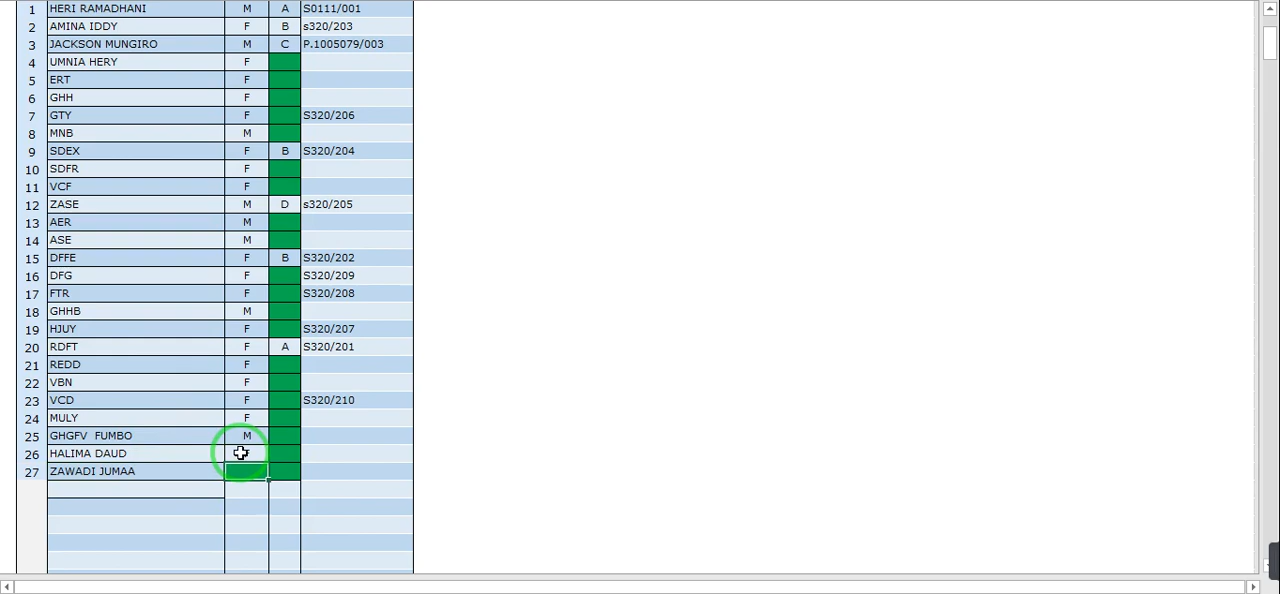 1 HERI RAMADHANI M A S0111/001
2 AMINA IDDY F B s320/203
3 JACKSON MUNGIRO M C P.1005079/003
4 UMNIA HERY F
5 ERT F
6 GHH F
7 GTY F S320/206
8 MNB M
9 SDEX F B S320/204
10 SDFR F
11 VCF F
12 ZASE M D s320/205
13 AER M
14 ASE M
15 DFFE F B S320/202
16 DFG F S320/209
17 FTR F S320/208
18 GHHB M
19 HJUY F S320/207
20 RDFT F A S320/201
21 REDD F
22 VBN F
23 VCD F S320/210
24 MULY F
25 GHGFV FUMBO M
26 HALIMA DAUD
27 ZAWADI JUMAA